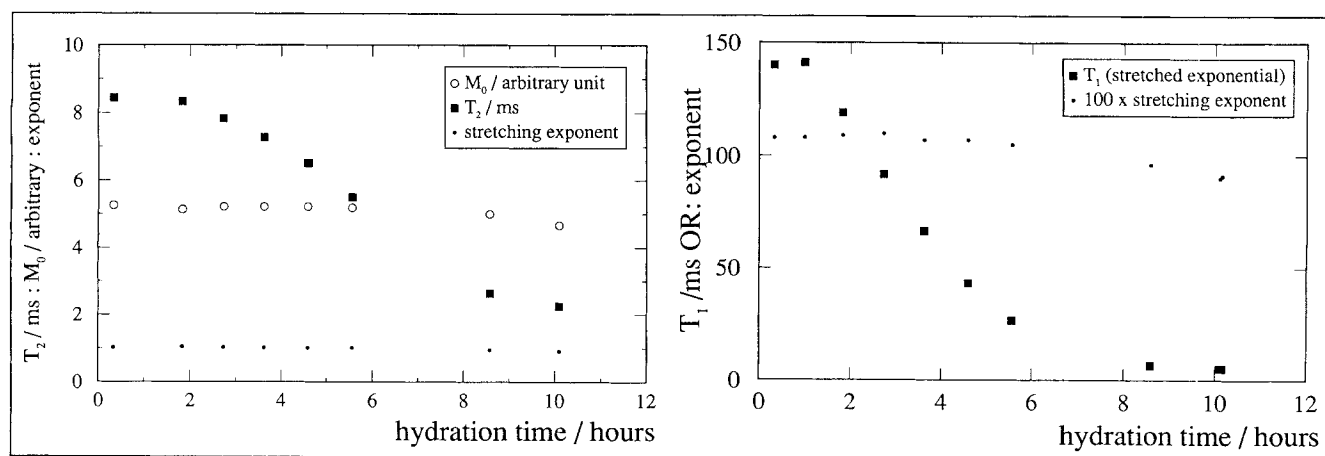 T₂ / ms : M₀ / arbitrary : exponent
10
8
6
4
2
0
○ M₀ / arbitrary unit
■ T₂ / ms
• stretching exponent
0 2 4 6 8 10 12
hydration time / hours
T₁ /ms OR: exponent
150
100
50
0
■ T₁ (stretched exponential)
• 100 x stretching exponent
0 2 4 6 8 10 12
hydration time / hours